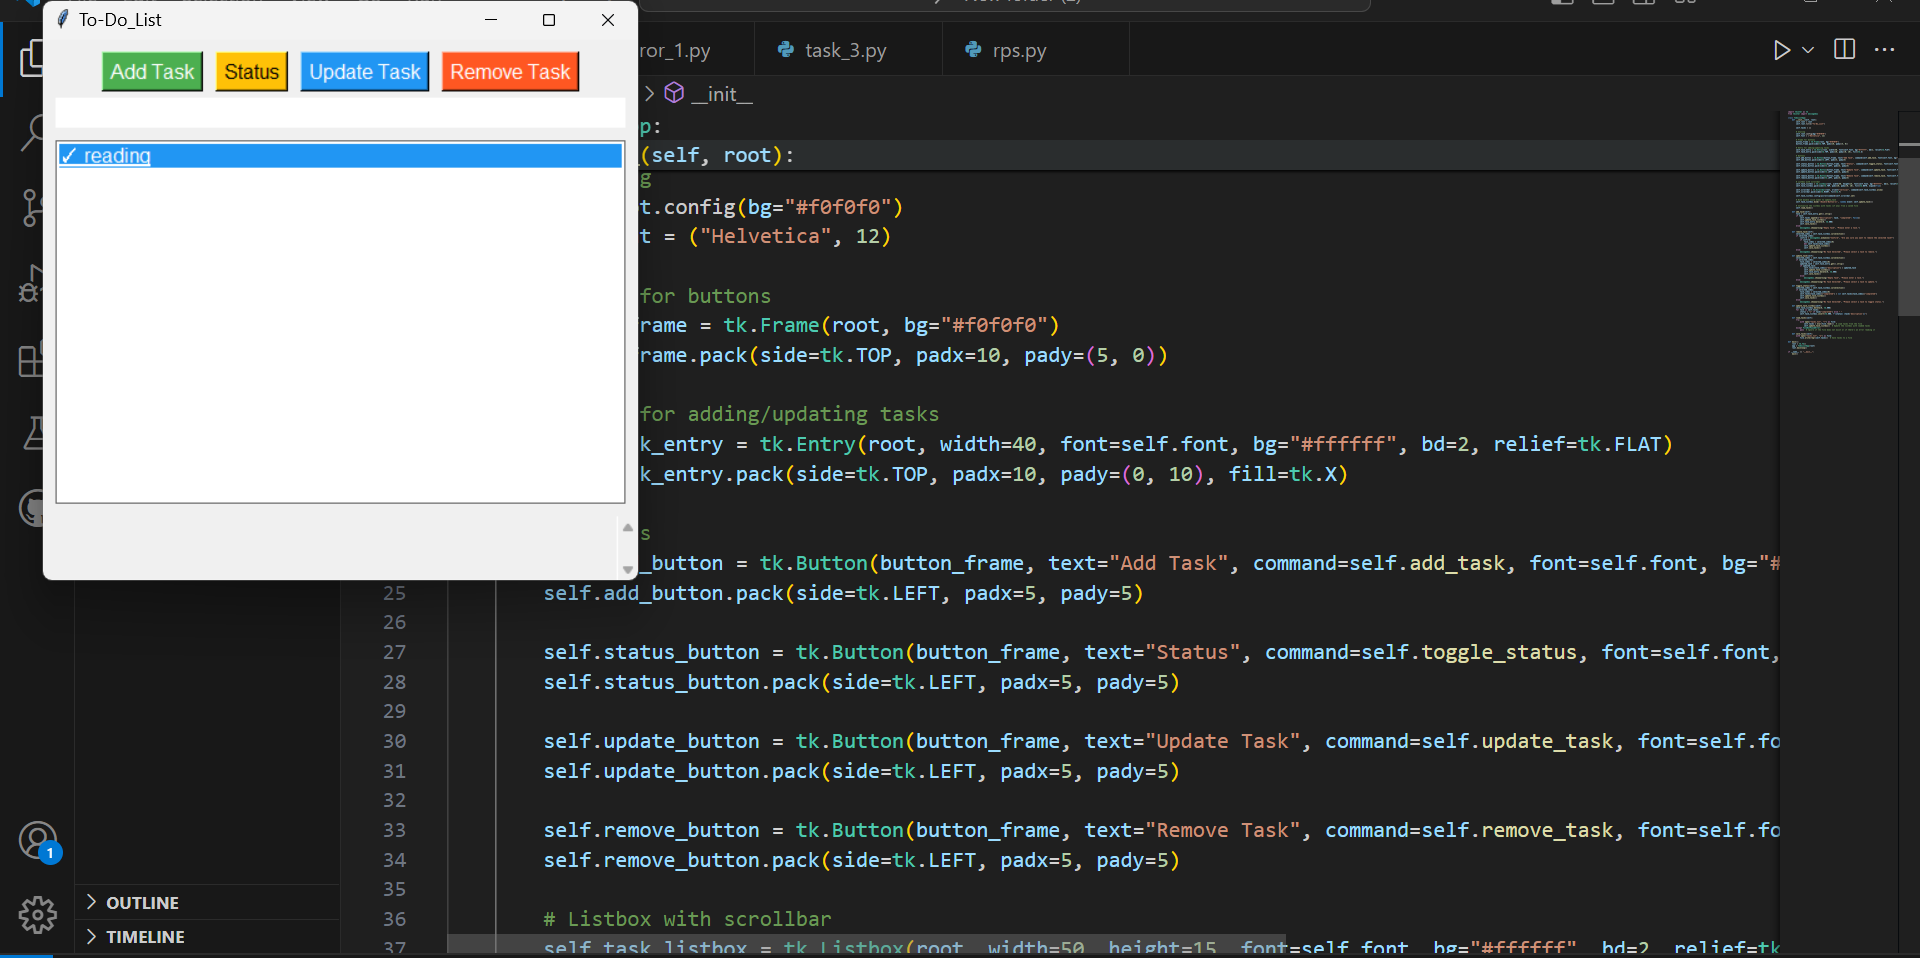 To-Do_List
Add Task Status Update Task Remove Task
✓ reading
ror_1.py task_3.py rps.py
__init__
p:
(self, root):
g
t.config(bg="#f0f0f0")
t = ("Helvetica", 12)
for buttons
rame = tk.Frame(root, bg="#f0f0f0")
rame.pack(side=tk.TOP, padx=10, pady=(5, 0))
for adding/updating tasks
k_entry = tk.Entry(root, width=40, font=self.font, bg="#ffffff", bd=2, relief=tk.FLAT)
k_entry.pack(side=tk.TOP, padx=10, pady=(0, 10), fill=tk.X)
s
_button = tk.Button(button_frame, text="Add Task", command=self.add_task, font=self.font, bg="#
25 self.add_button.pack(side=tk.LEFT, padx=5, pady=5)
26
27 self.status_button = tk.Button(button_frame, text="Status", command=self.toggle_status, font=self.font,
28 self.status_button.pack(side=tk.LEFT, padx=5, pady=5)
29
30 self.update_button = tk.Button(button_frame, text="Update Task", command=self.update_task, font=self.fo
31 self.update_button.pack(side=tk.LEFT, padx=5, pady=5)
32
33 self.remove_button = tk.Button(button_frame, text="Remove Task", command=self.remove_task, font=self.fo
34 self.remove_button.pack(side=tk.LEFT, padx=5, pady=5)
35
36 # Listbox with scrollbar
37 self.task_listbox = tk.Listbox(root, width=50, height=15, font=self.font, bg="#ffffff", bd=2, relief=tk
1
OUTLINE
TIMELINE